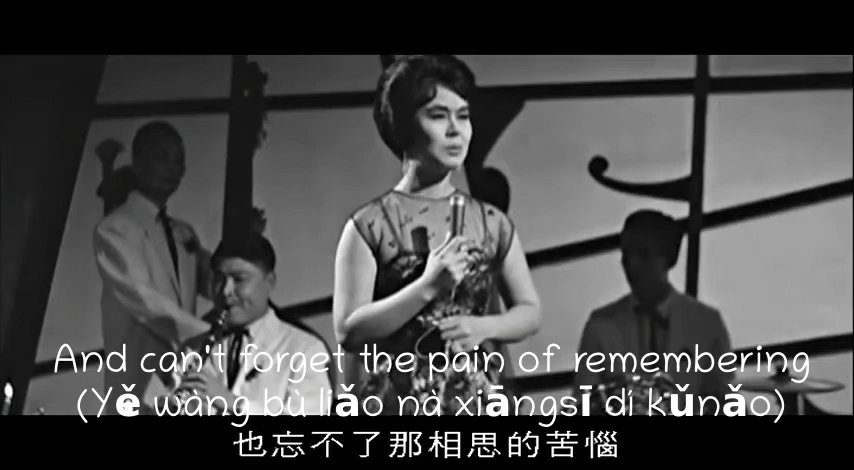 And can't forget the pain of remembering
(Yě wàng bù liǎo nà xiāngsī dí kǔnǎo)
也忘不了那相思的苦惱